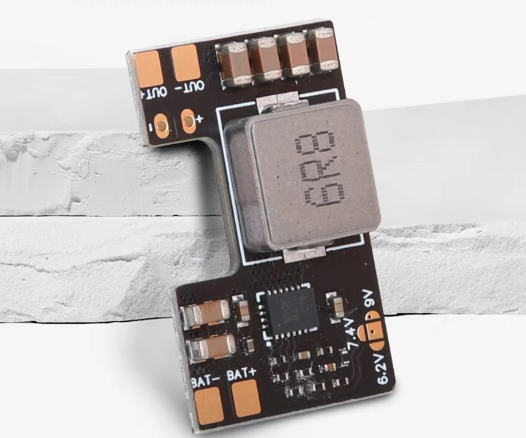 OUT+
OUT-
-
+
6R8
9V
7.4V
6.2V
BAT-
BAT+